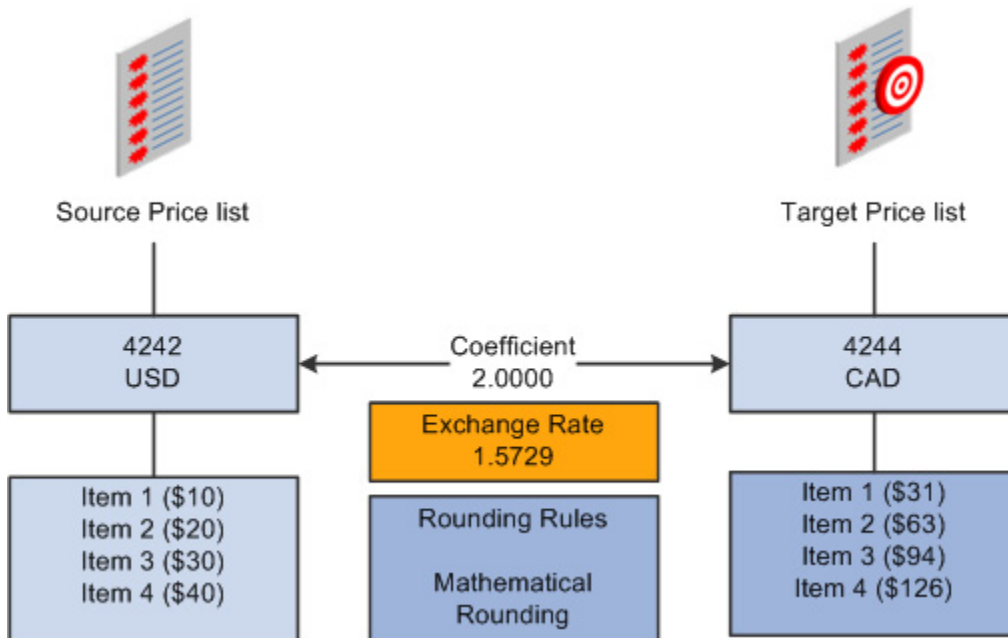 Source Price list
Target Price list
4242
USD
Coefficient
2.0000
4244
CAD
Exchange Rate
1.5729
Item 1 ($10)
Item 2 ($20)
Item 3 ($30)
Item 4 ($40)
Rounding Rules
Mathematical
Rounding
Item 1 ($31)
Item 2 ($63)
Item 3 ($94)
Item 4 ($126)